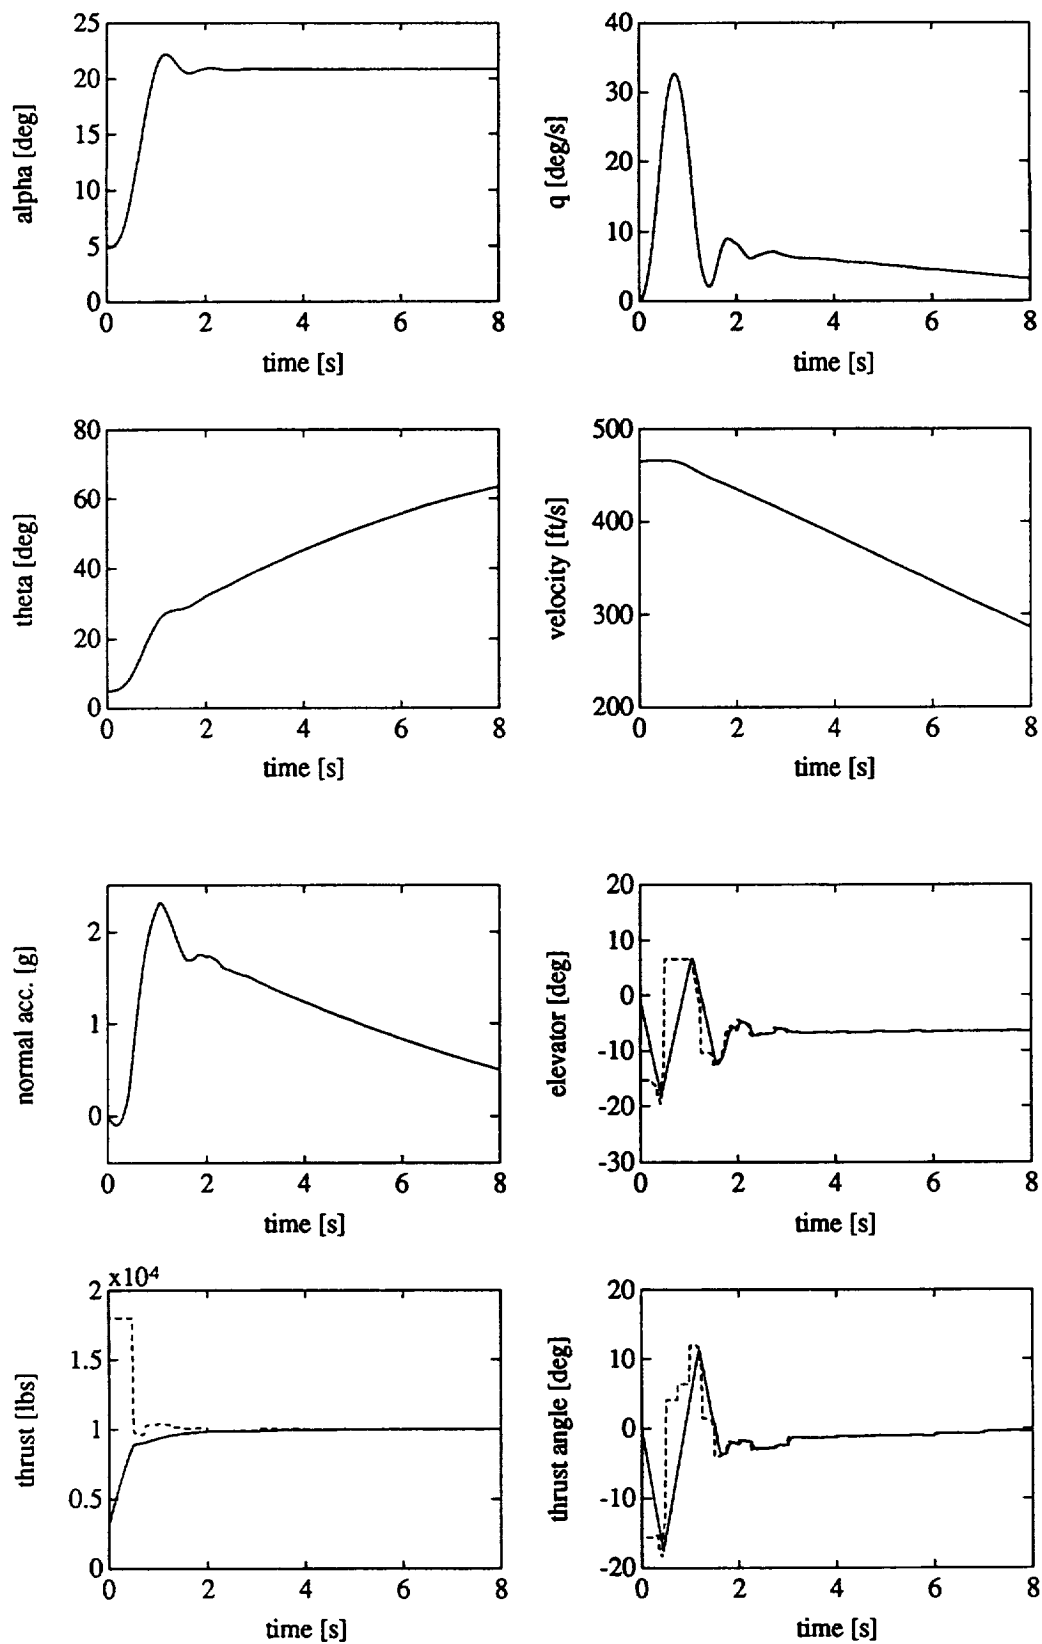 25
20
15
10
5
0
alpha [deg]
0 2 4 6 8
time [s]
40
30
20
10
0
q [deg/s]
0 2 4 6 8
time [s]
80
60
40
20
0
theta [deg]
0 2 4 6 8
time [s]
500
400
300
200
velocity [ft/s]
0 2 4 6 8
time [s]
2
1
0
normal acc. [g]
0 2 4 6 8
time [s]
20
10
0
-10
-20
-30
elevator [deg]
0 2 4 6 8
time [s]
x10⁴
2
1.5
1
0.5
0
thrust [lbs]
0 2 4 6 8
time [s]
20
10
0
-10
-20
thrust angle [deg]
0 2 4 6 8
time [s]